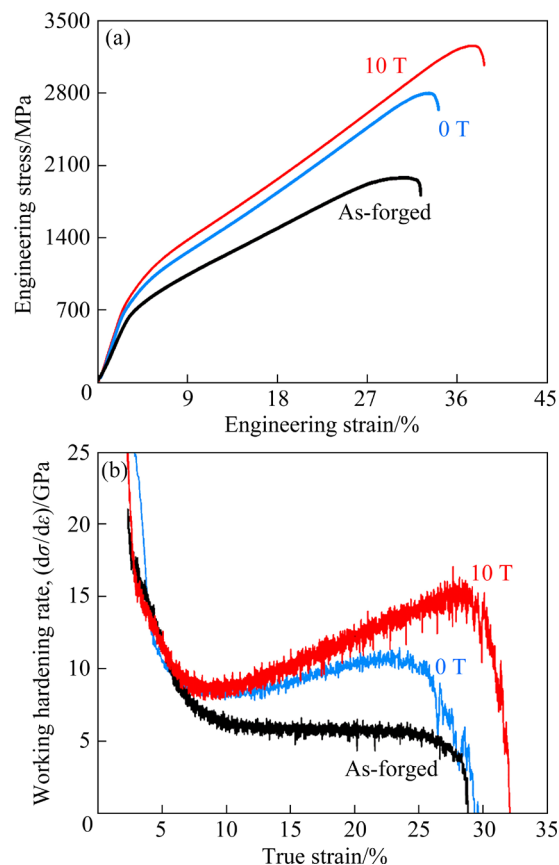 (a)
3500
2800
2100
1400
700
0
10 T
0 T
As-forged
Engineering stress/MPa
9 18 27 36 45
Engineering strain/%
(b)
25
20
15
10
5
0
10 T
0 T
As-forged
Working hardening rate, (dσ/dε)/GPa
5 10 15 20 25 30 35
True strain/%